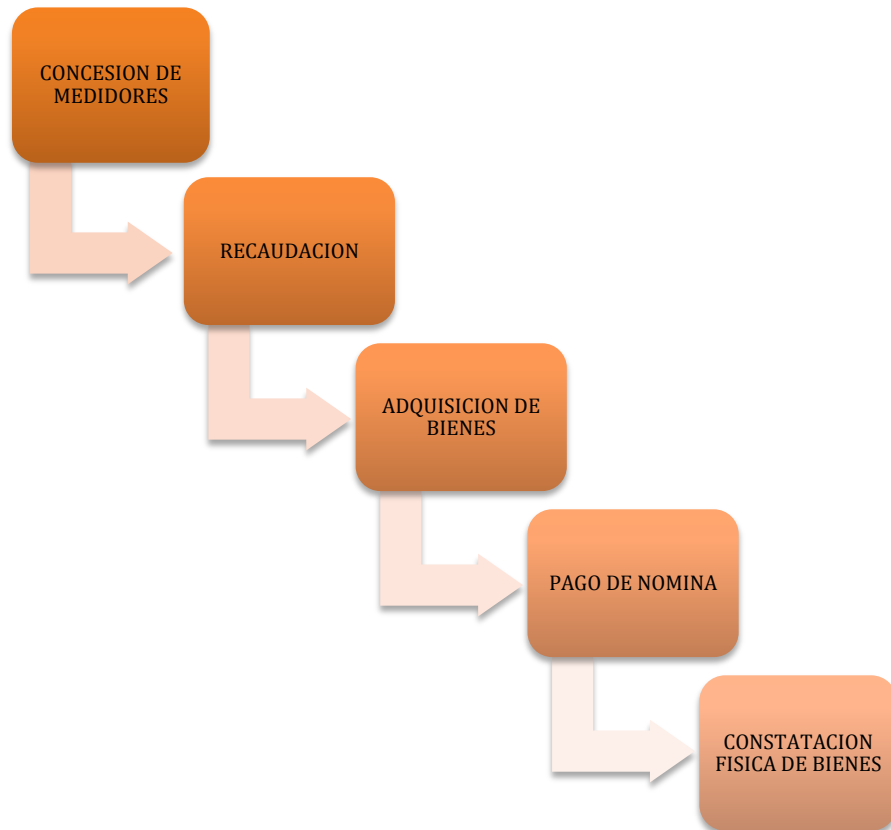 CONCESION DE
MEDIDORES
RECAUDACION
ADQUISICION DE
BIENES
PAGO DE NOMINA
CONSTATACION
FISICA DE BIENES